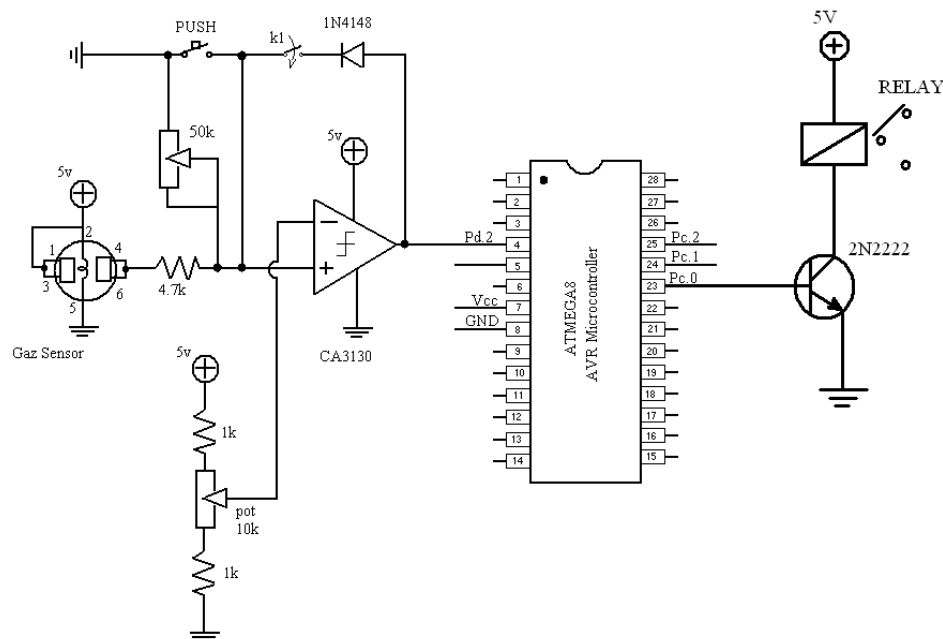 PUSH
k1
1N4148
5V
RELAY
50k
5v
5v
1
2
3
4
5
6
4.7k
Gaz Sensor
−
+
CA3130
5v
1k
pot
10k
1k
Pd.2
Vcc
GND
1
2
3
4
5
6
7
8
9
10
11
12
13
14
ATMEGA8
AVR Microcontroller
28
27
26
25
24
23
22
21
20
19
18
17
16
15
Pc.2
Pc.1
Pc.0
2N2222